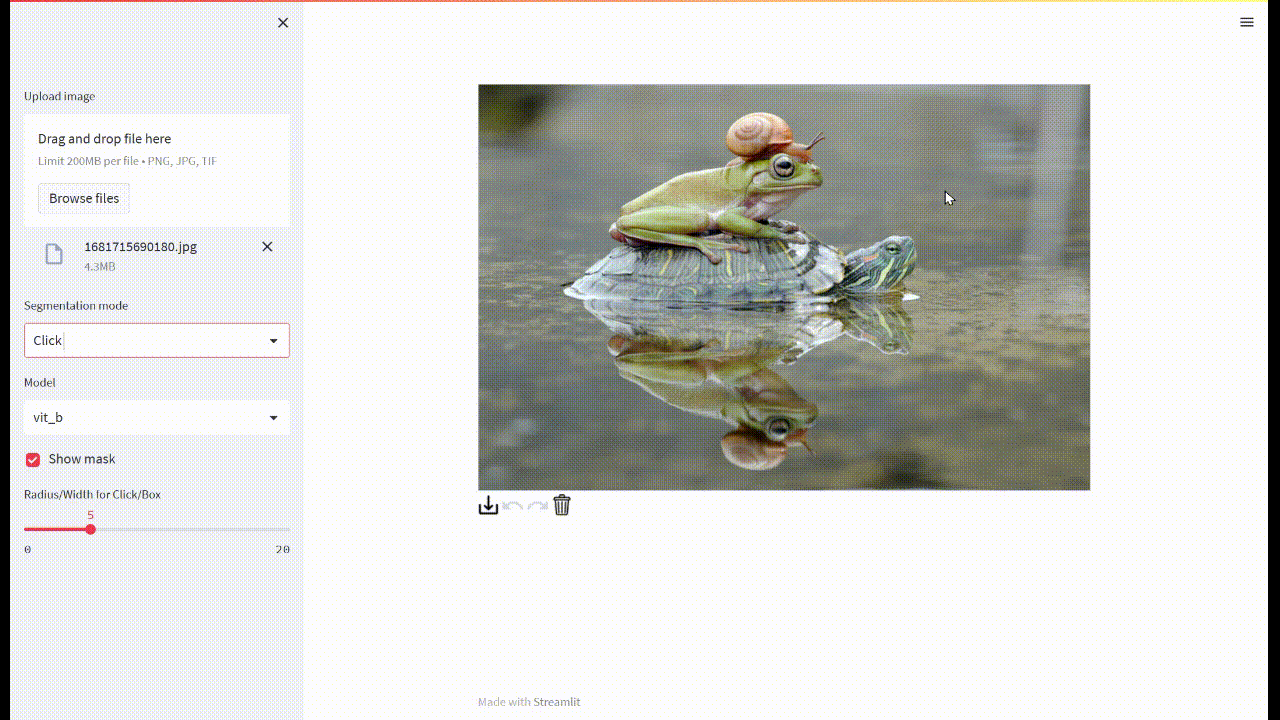 Upload image
Drag and drop file here
Limit 200MB per file • PNG, JPG, TIF
Browse files
1681715690180.jpg
4.3MB
Segmentation mode
Click
Model
vit_b
Show mask
Radius/Width for Click/Box
5
0 20
Made with Streamlit